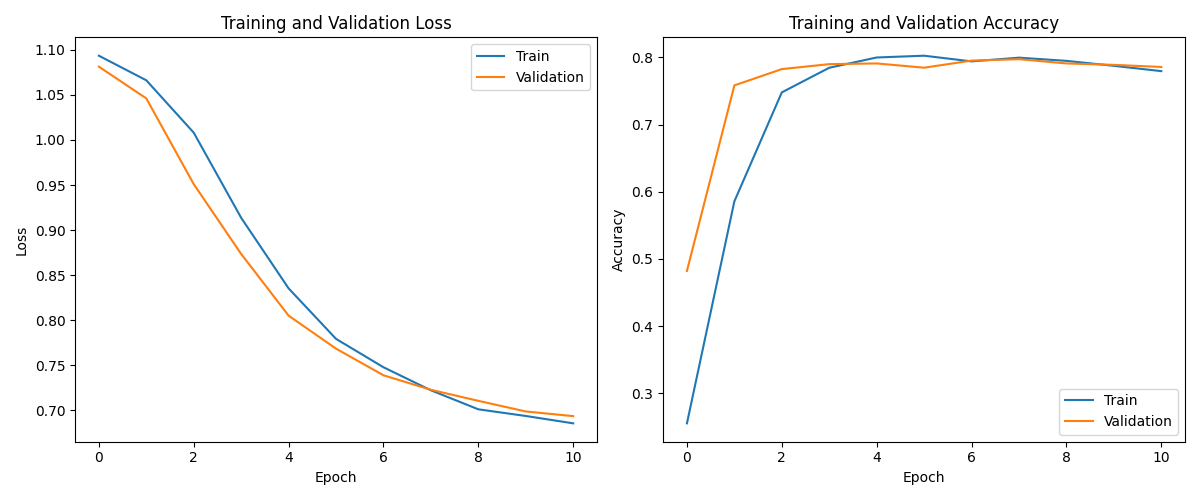 Training and Validation Loss
Train
Validation
1.10
1.05
1.00
0.95
0.90
0.85
0.80
0.75
0.70
Loss
0 2 4 6 8 10
Epoch
Training and Validation Accuracy
0.8
0.7
0.6
0.5
0.4
0.3
Accuracy
Train
Validation
0 2 4 6 8 10
Epoch